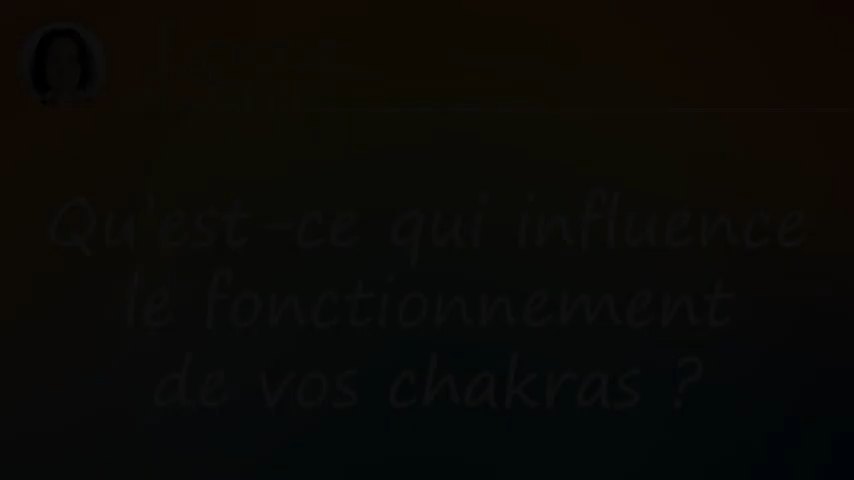 Qu'est-ce qui influence
le fonctionnement
de vos chakras ?